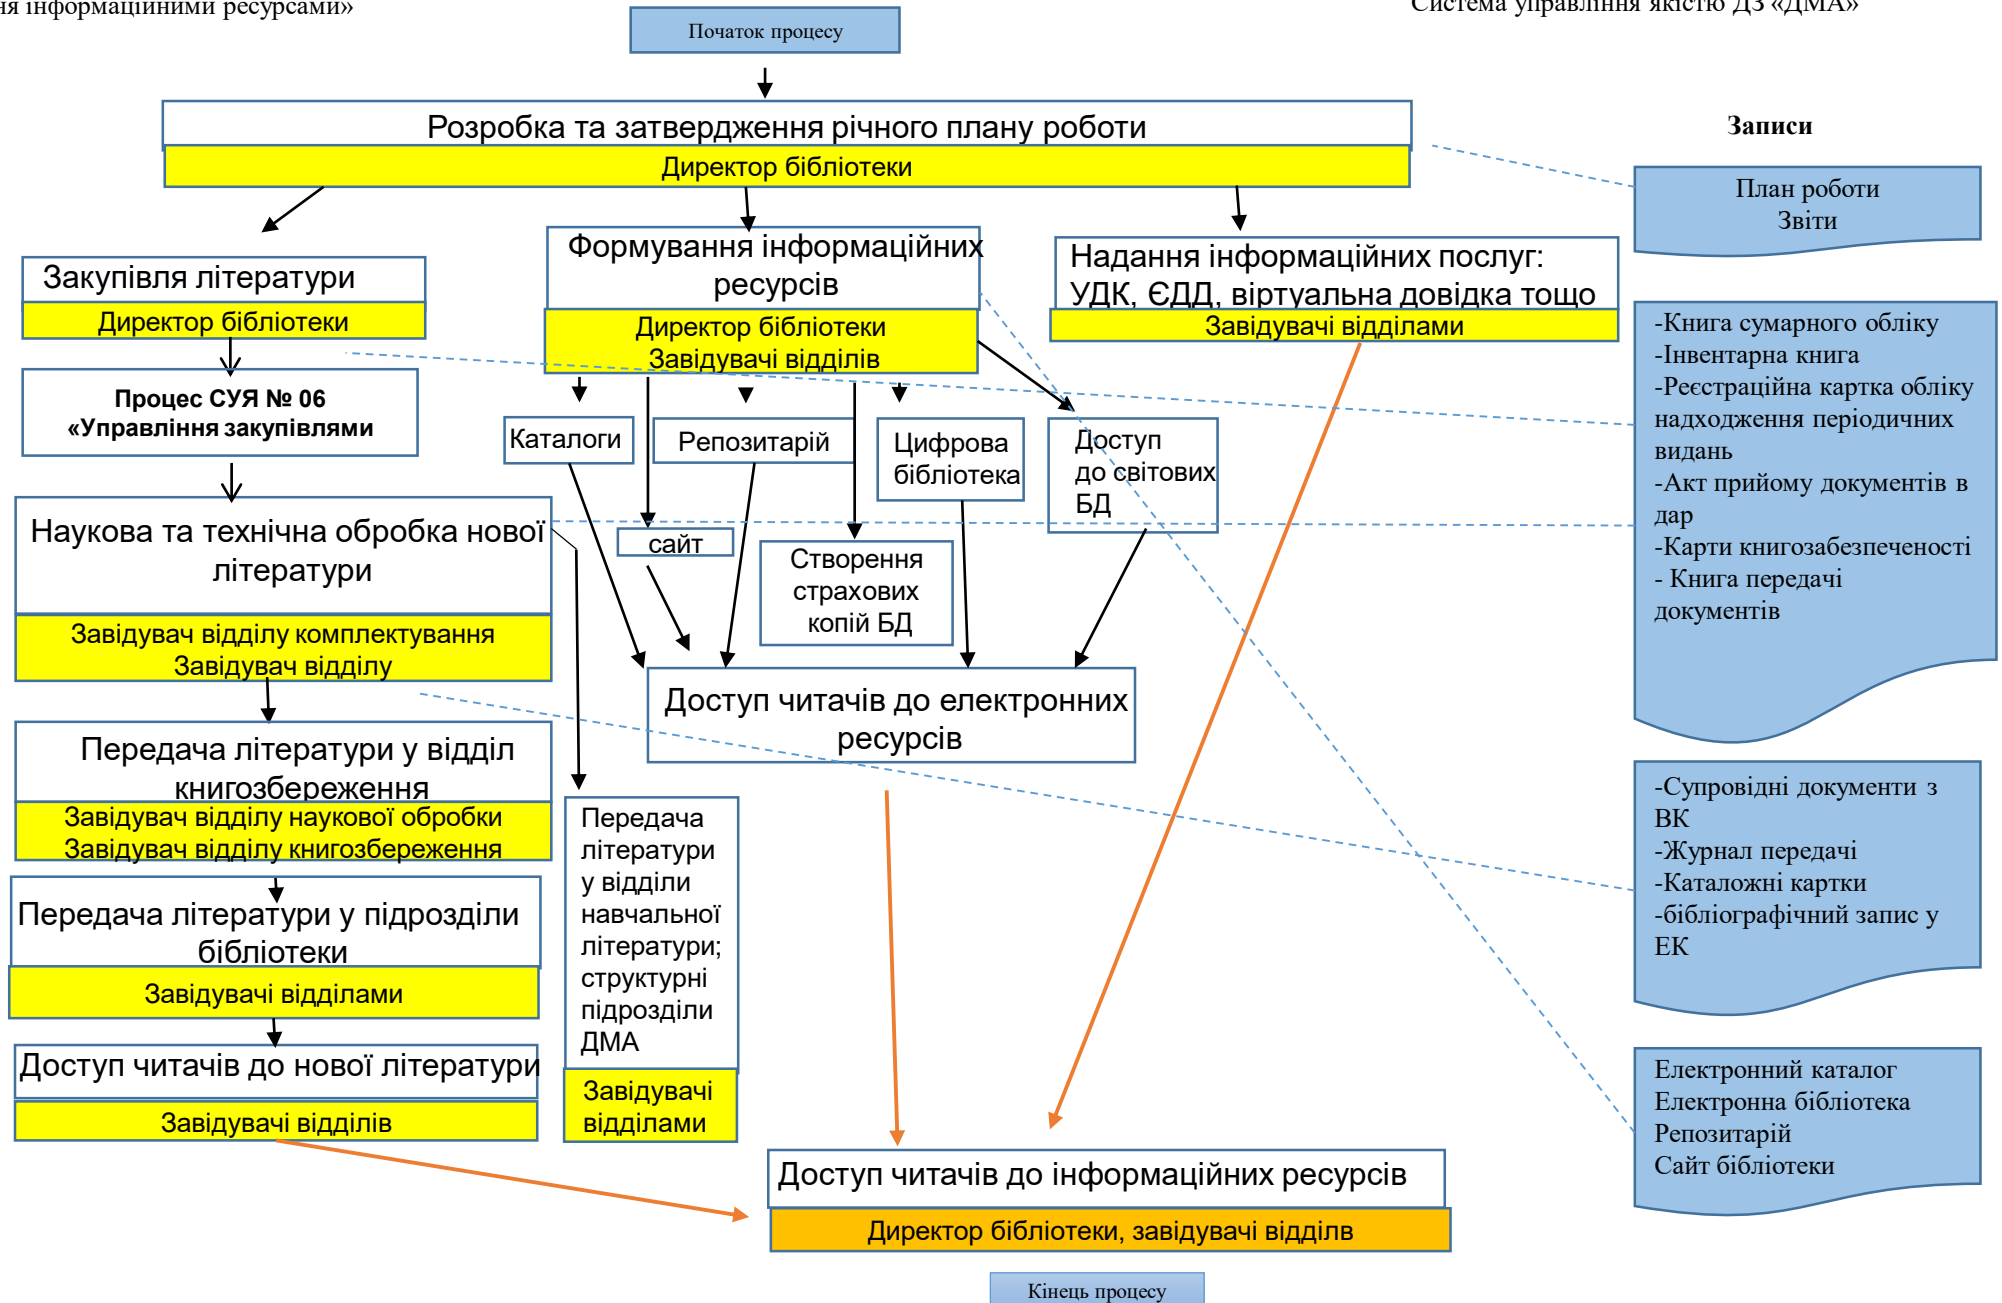 ня інформаційними ресурсами»
Система управління якістю ДЗ «ДМА»
Початок процесу
Розробка та затвердження річного плану роботи
Директор бібліотеки
Записи
План роботи
Звіти
Закупівля літератури
Директор бібліотеки
Формування інформаційних
ресурсів
Директор бібліотеки
Завідувачі відділів
Надання інформаційних послуг:
УДК, ЄДД, віртуальна довідка тощо
Завідувачі відділами
Процес СУЯ № 06
«Управління закупівлями
Каталоги
Репозитарій
Цифрова
бібліотека
Доступ
до світових
БД
сайт
Створення
страхових
копій БД
-Книга сумарного обліку
-Інвентарна книга
-Реєстраційна картка обліку
надходження періодичних
видань
-Акт прийому документів в
дар
-Карти книгозабезпеченості
- Книга передачі
документів
Наукова та технічна обробка нової
літератури
Завідувач відділу комплектування
Завідувач відділу
Доступ читачів до електронних
ресурсів
Передача літератури у відділ
книгозбереження
Завідувач відділу наукової обробки
Завідувач відділу книгозбереження
Передача
літератури
у відділи
навчальної
літератури;
структурні
підрозділи
ДМА
Завідувачі
відділами
-Супровідні документи з
ВК
-Журнал передачі
-Каталожні картки
-бібліографічний запис у
ЕК
Передача літератури у підрозділи
бібліотеки
Завідувачі відділами
Доступ читачів до нової літератури
Завідувачі відділів
Електронний каталог
Електронна бібліотека
Репозитарій
Сайт бібліотеки
Доступ читачів до інформаційних ресурсів
Директор бібліотеки, завідувачі відділв
Кінець процесу